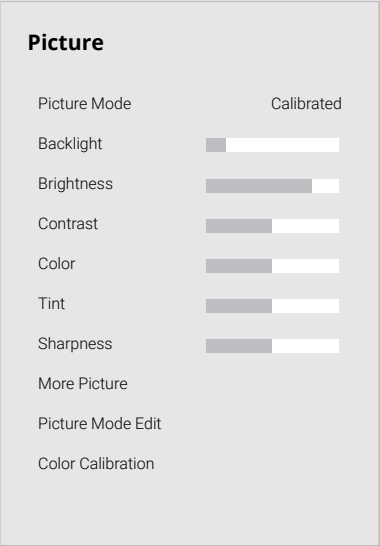 Picture
Picture Mode Calibrated
Backlight
Brightness
Contrast
Color
Tint
Sharpness
More Picture
Picture Mode Edit
Color Calibration